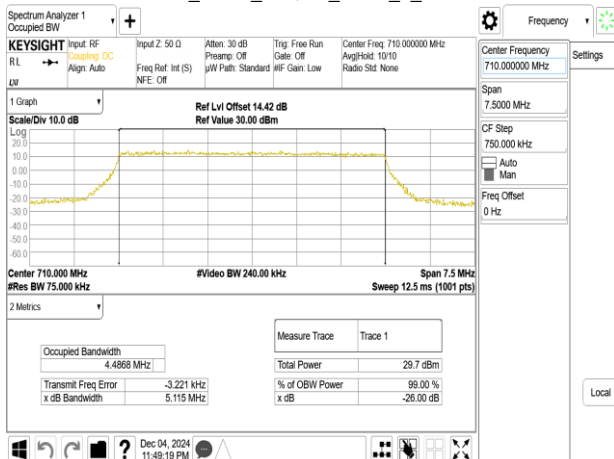 Spectrum Analyzer 1
Occupied BW
Frequency
KEYSIGHT
Input: RF
Coupling: DC
Align: Auto
Input Z: 50 Ω
Freq Ref: Int (S)
NFE: Off
Atten: 30 dB
Preamp: Off
µW Path: Standard
Trig: Free Run
Gate: Off
#IF Gain: Low
Center Freq: 710.000000 MHz
Avg|Hold: 10/10
Radio Std: None
RL
LXI
Center Frequency
710.000000 MHz
Settings
Span
7.5000 MHz
CF Step
750.000 kHz
Auto
Man
Freq Offset
0 Hz
Local
1 Graph
Scale/Div 10.0 dB
Ref Lvl Offset 14.42 dB
Ref Value 30.00 dBm
Log
20.0
10.0
0.00
-10.0
-20.0
-30.0
-40.0
-50.0
-60.0
Center 710.000 MHz
#Video BW 240.00 kHz
Span 7.5 MHz
#Res BW 75.000 kHz
Sweep 12.5 ms (1001 pts)
2 Metrics
Measure Trace Trace 1
Occupied Bandwidth
4.4868 MHz
Total Power 29.7 dBm
Transmit Freq Error -3.221 kHz
% of OBW Power 99.00 %
x dB Bandwidth 5.115 MHz
x dB -26.00 dB
?
Dec 04, 2024
11:49:19 PM